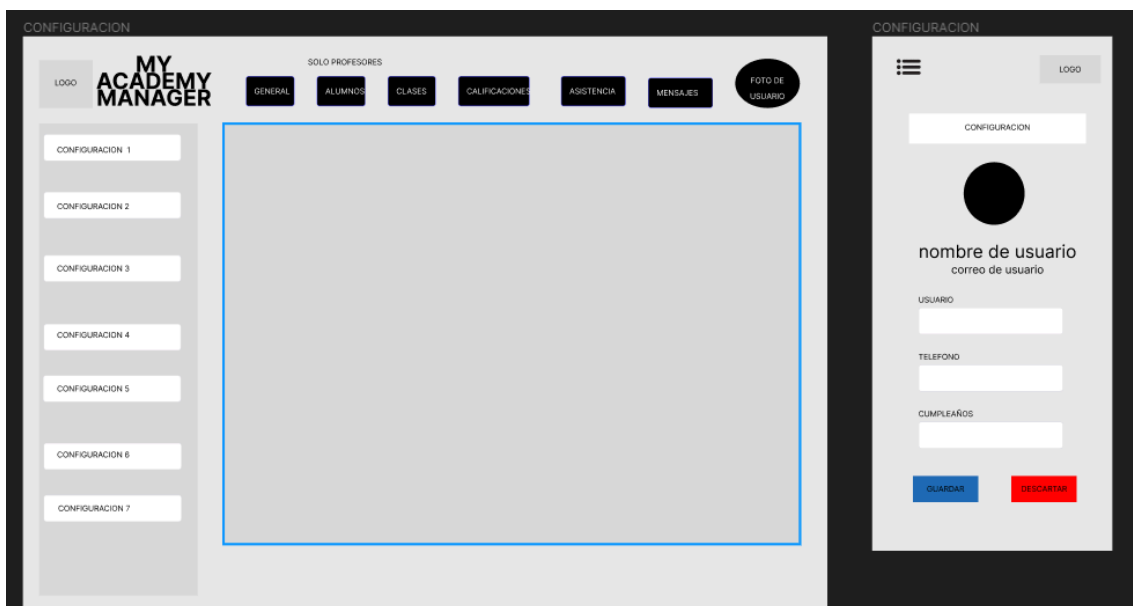 CONFIGURACION
LOGO
MY
ACADEMY
MANAGER
SOLO PROFESORES
GENERAL
ALUMNOS
CLASES
CALIFICACIONES
ASISTENCIA
MENSAJES
FOTO DE
USUARIO
CONFIGURACION 1
CONFIGURACION 2
CONFIGURACION 3
CONFIGURACION 4
CONFIGURACION 5
CONFIGURACION 6
CONFIGURACION 7
CONFIGURACION
LOGO
CONFIGURACION
nombre de usuario
correo de usuario
USUARIO
TELEFONO
CUMPLEAÑOS
GUARDAR
DESCARTAR